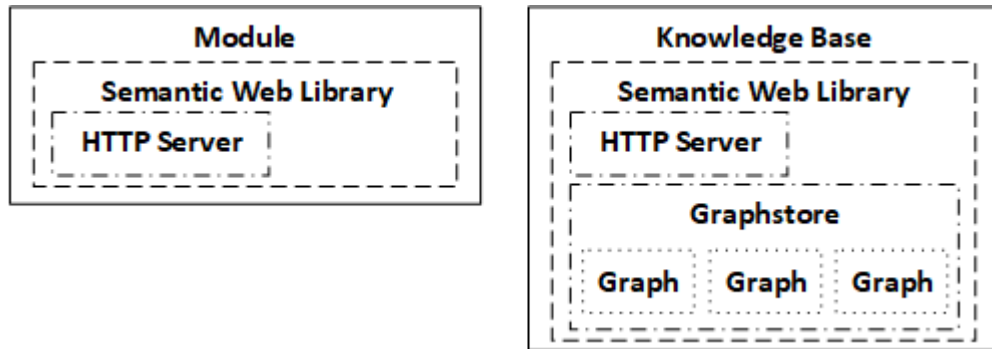 Module
Semantic Web Library
HTTP Server
Knowledge Base
Semantic Web Library
HTTP Server
Graphstore
Graph Graph Graph